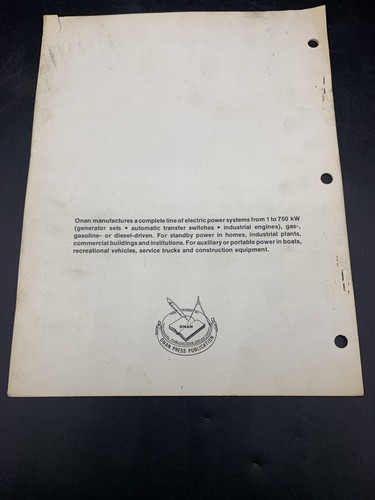 Onan manufactures a complete line of electric power systems from 1 to 750 kW
(generator sets • automatic transfer switches • industrial engines), gas-,
gasoline- or diesel-driven. For standby power in homes, industrial plants,
commercial buildings and institutions. For auxiliary or portable power in boats,
recreational vehicles, service trucks and construction equipment.
ONAN
ONAN PRESS PUBLICATION